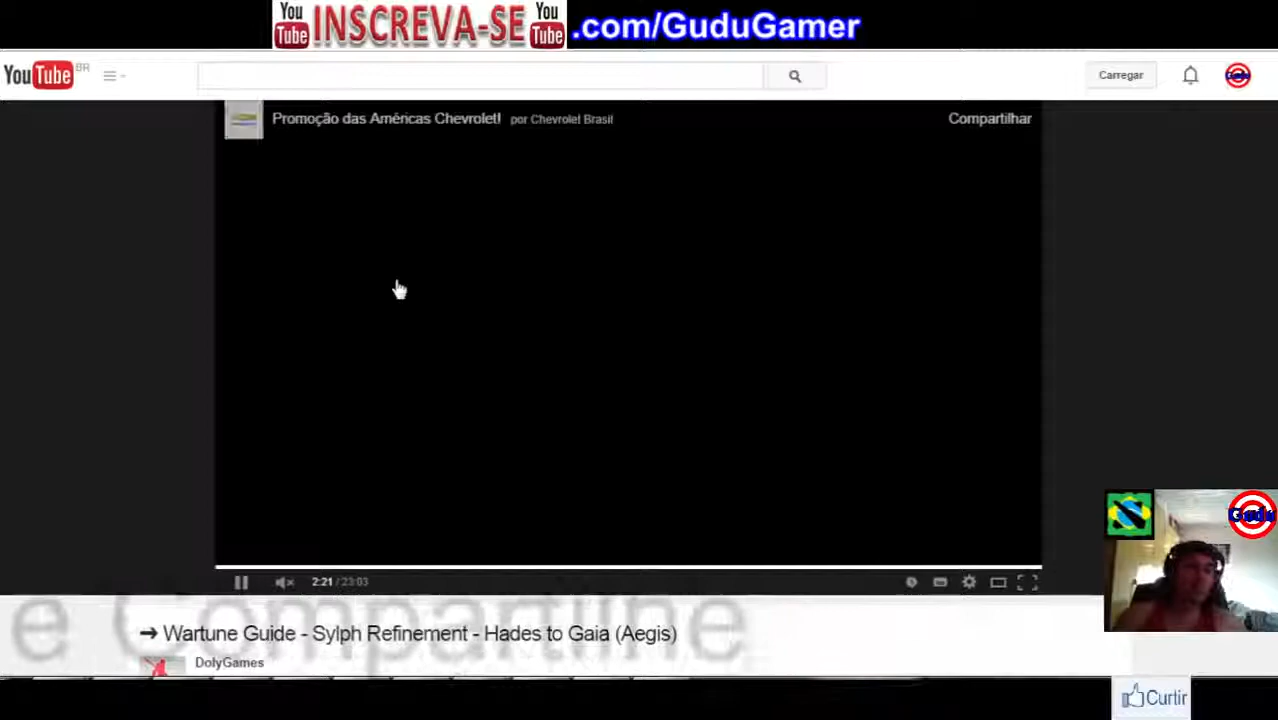 You Tube INSCREVA-SE You Tube .com/GuduGamer
YouTube BR Carregar Gudu
Promoção das Américas Chevrolet! por Chevrolet Brasil Compartilhar
Gudu
2:21 / 23:03
e Compartilhe
➔ Wartune Guide - Sylph Refinement - Hades to Gaia (Aegis)
DolyGames
Curtir